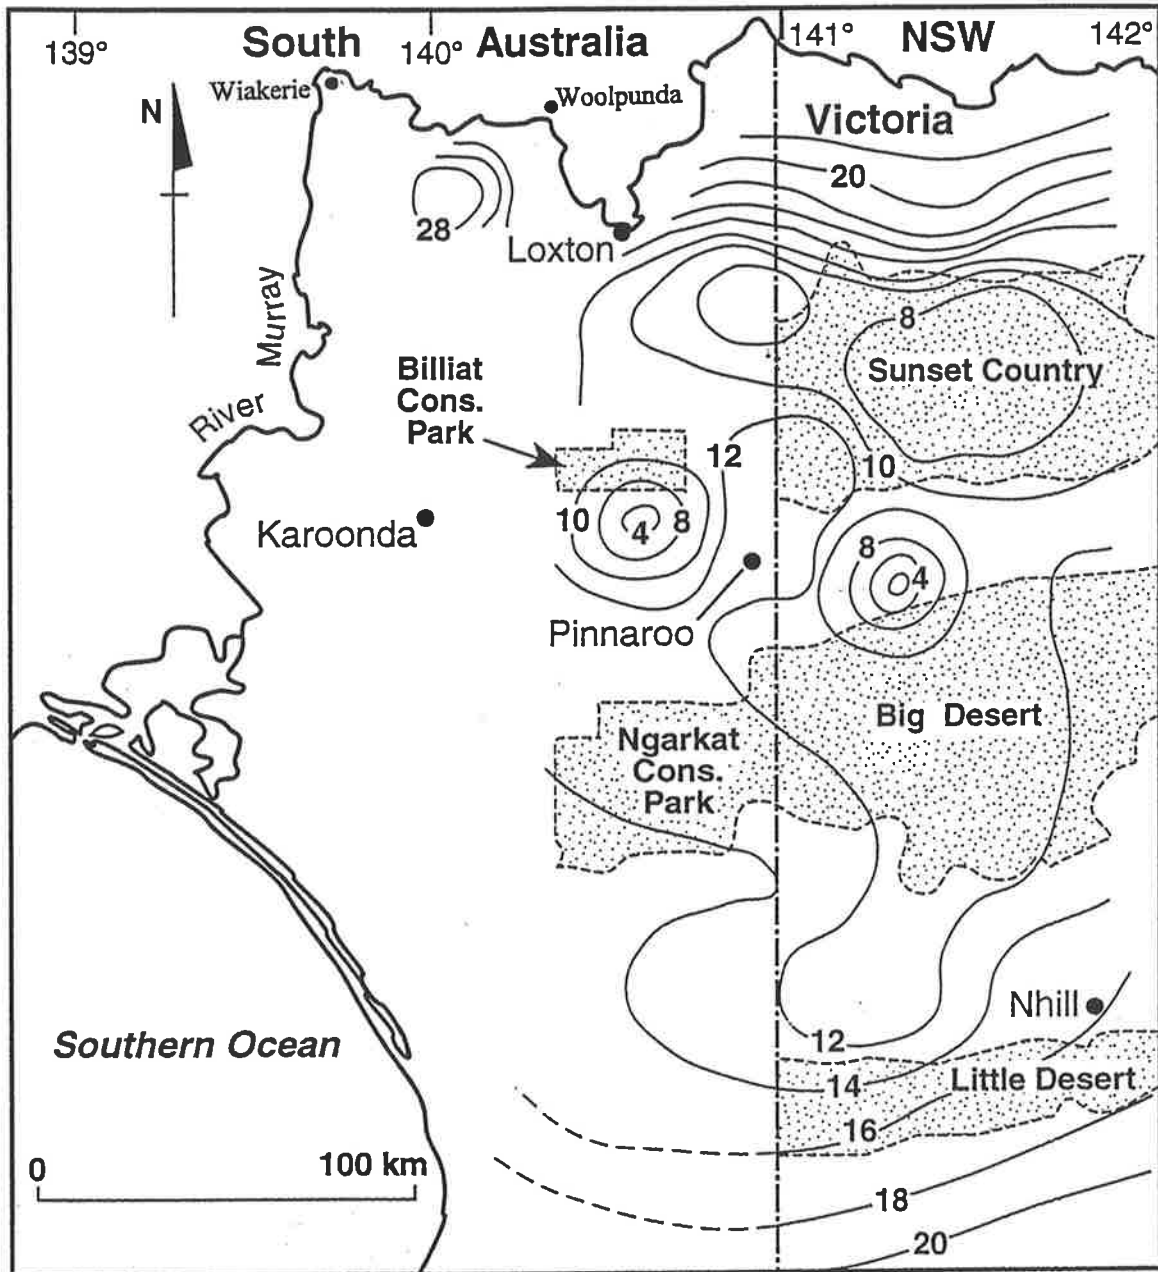 139°
South
140°
Australia
141°
NSW
142°
Wiakerie
Woolpunda
N
Victoria
20
28
Loxton
8
River Murray
Sunset Country
Billiat
Cons.
Park
12
10
10
4
8
Karoonda
8
4
Pinnaroo
Big Desert
Ngarkat
Cons.
Park
Nhill
Southern Ocean
12
14
Little Desert
16
0
100 km
18
20